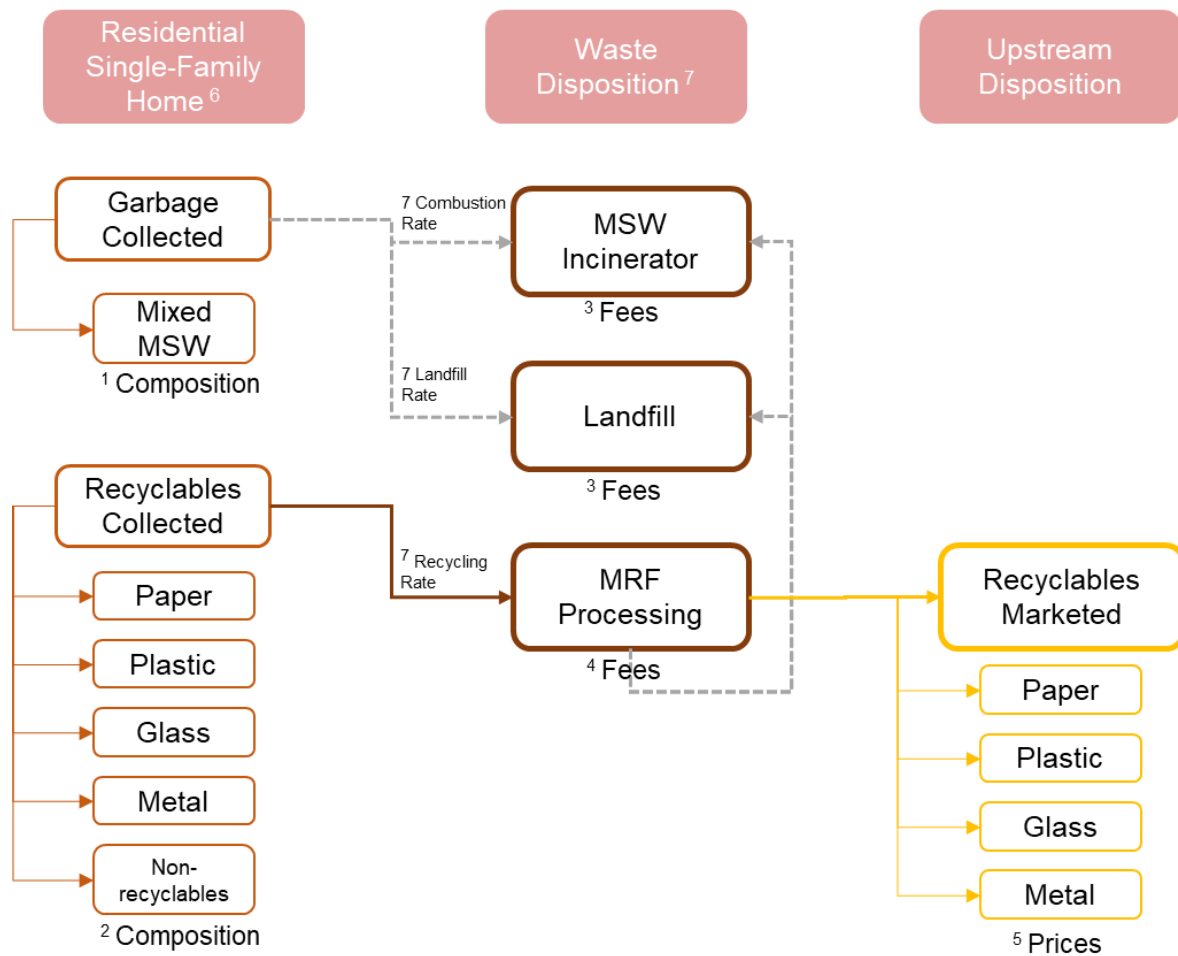 Residential
Single-Family
Home 6
Waste
Disposition 7
Upstream
Disposition
Garbage
Collected
Mixed
MSW
1 Composition
7 Combustion
Rate
MSW
Incinerator
3 Fees
7 Landfill
Rate
Landfill
3 Fees
Recyclables
Collected
Paper
Plastic
Glass
Metal
Non-
recyclables
2 Composition
7 Recycling
Rate
MRF
Processing
4 Fees
Recyclables
Marketed
Paper
Plastic
Glass
Metal
5 Prices